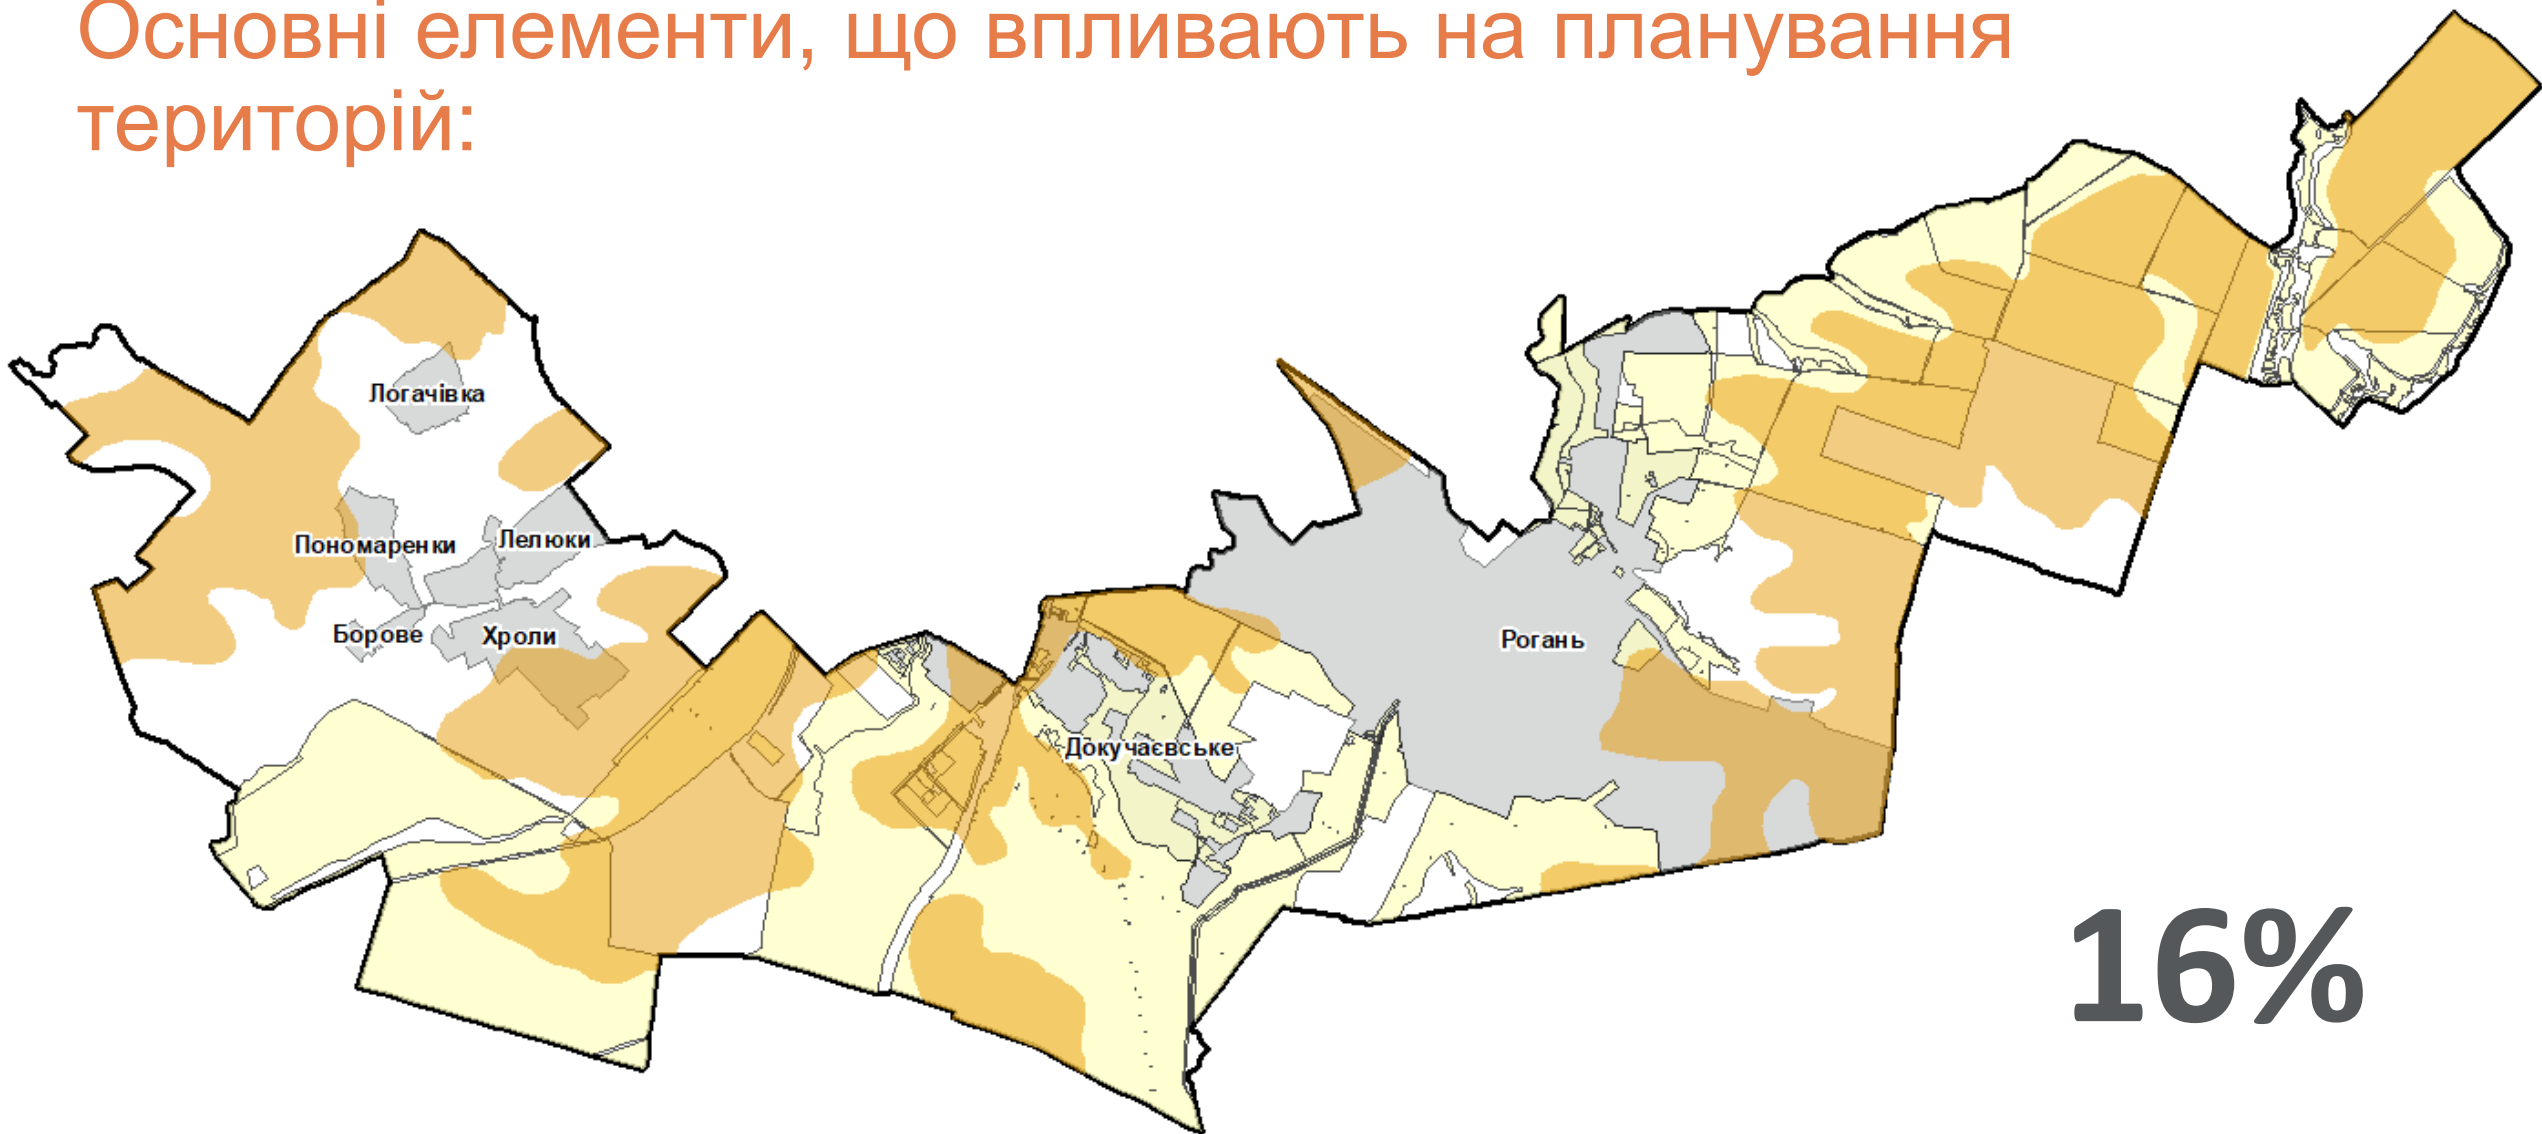 Основні елементи, що впливають на планування
територій:
Логачівка
Пономаренки
Лелюки
Борове
Хроли
Рогань
Докучаєвське
16%